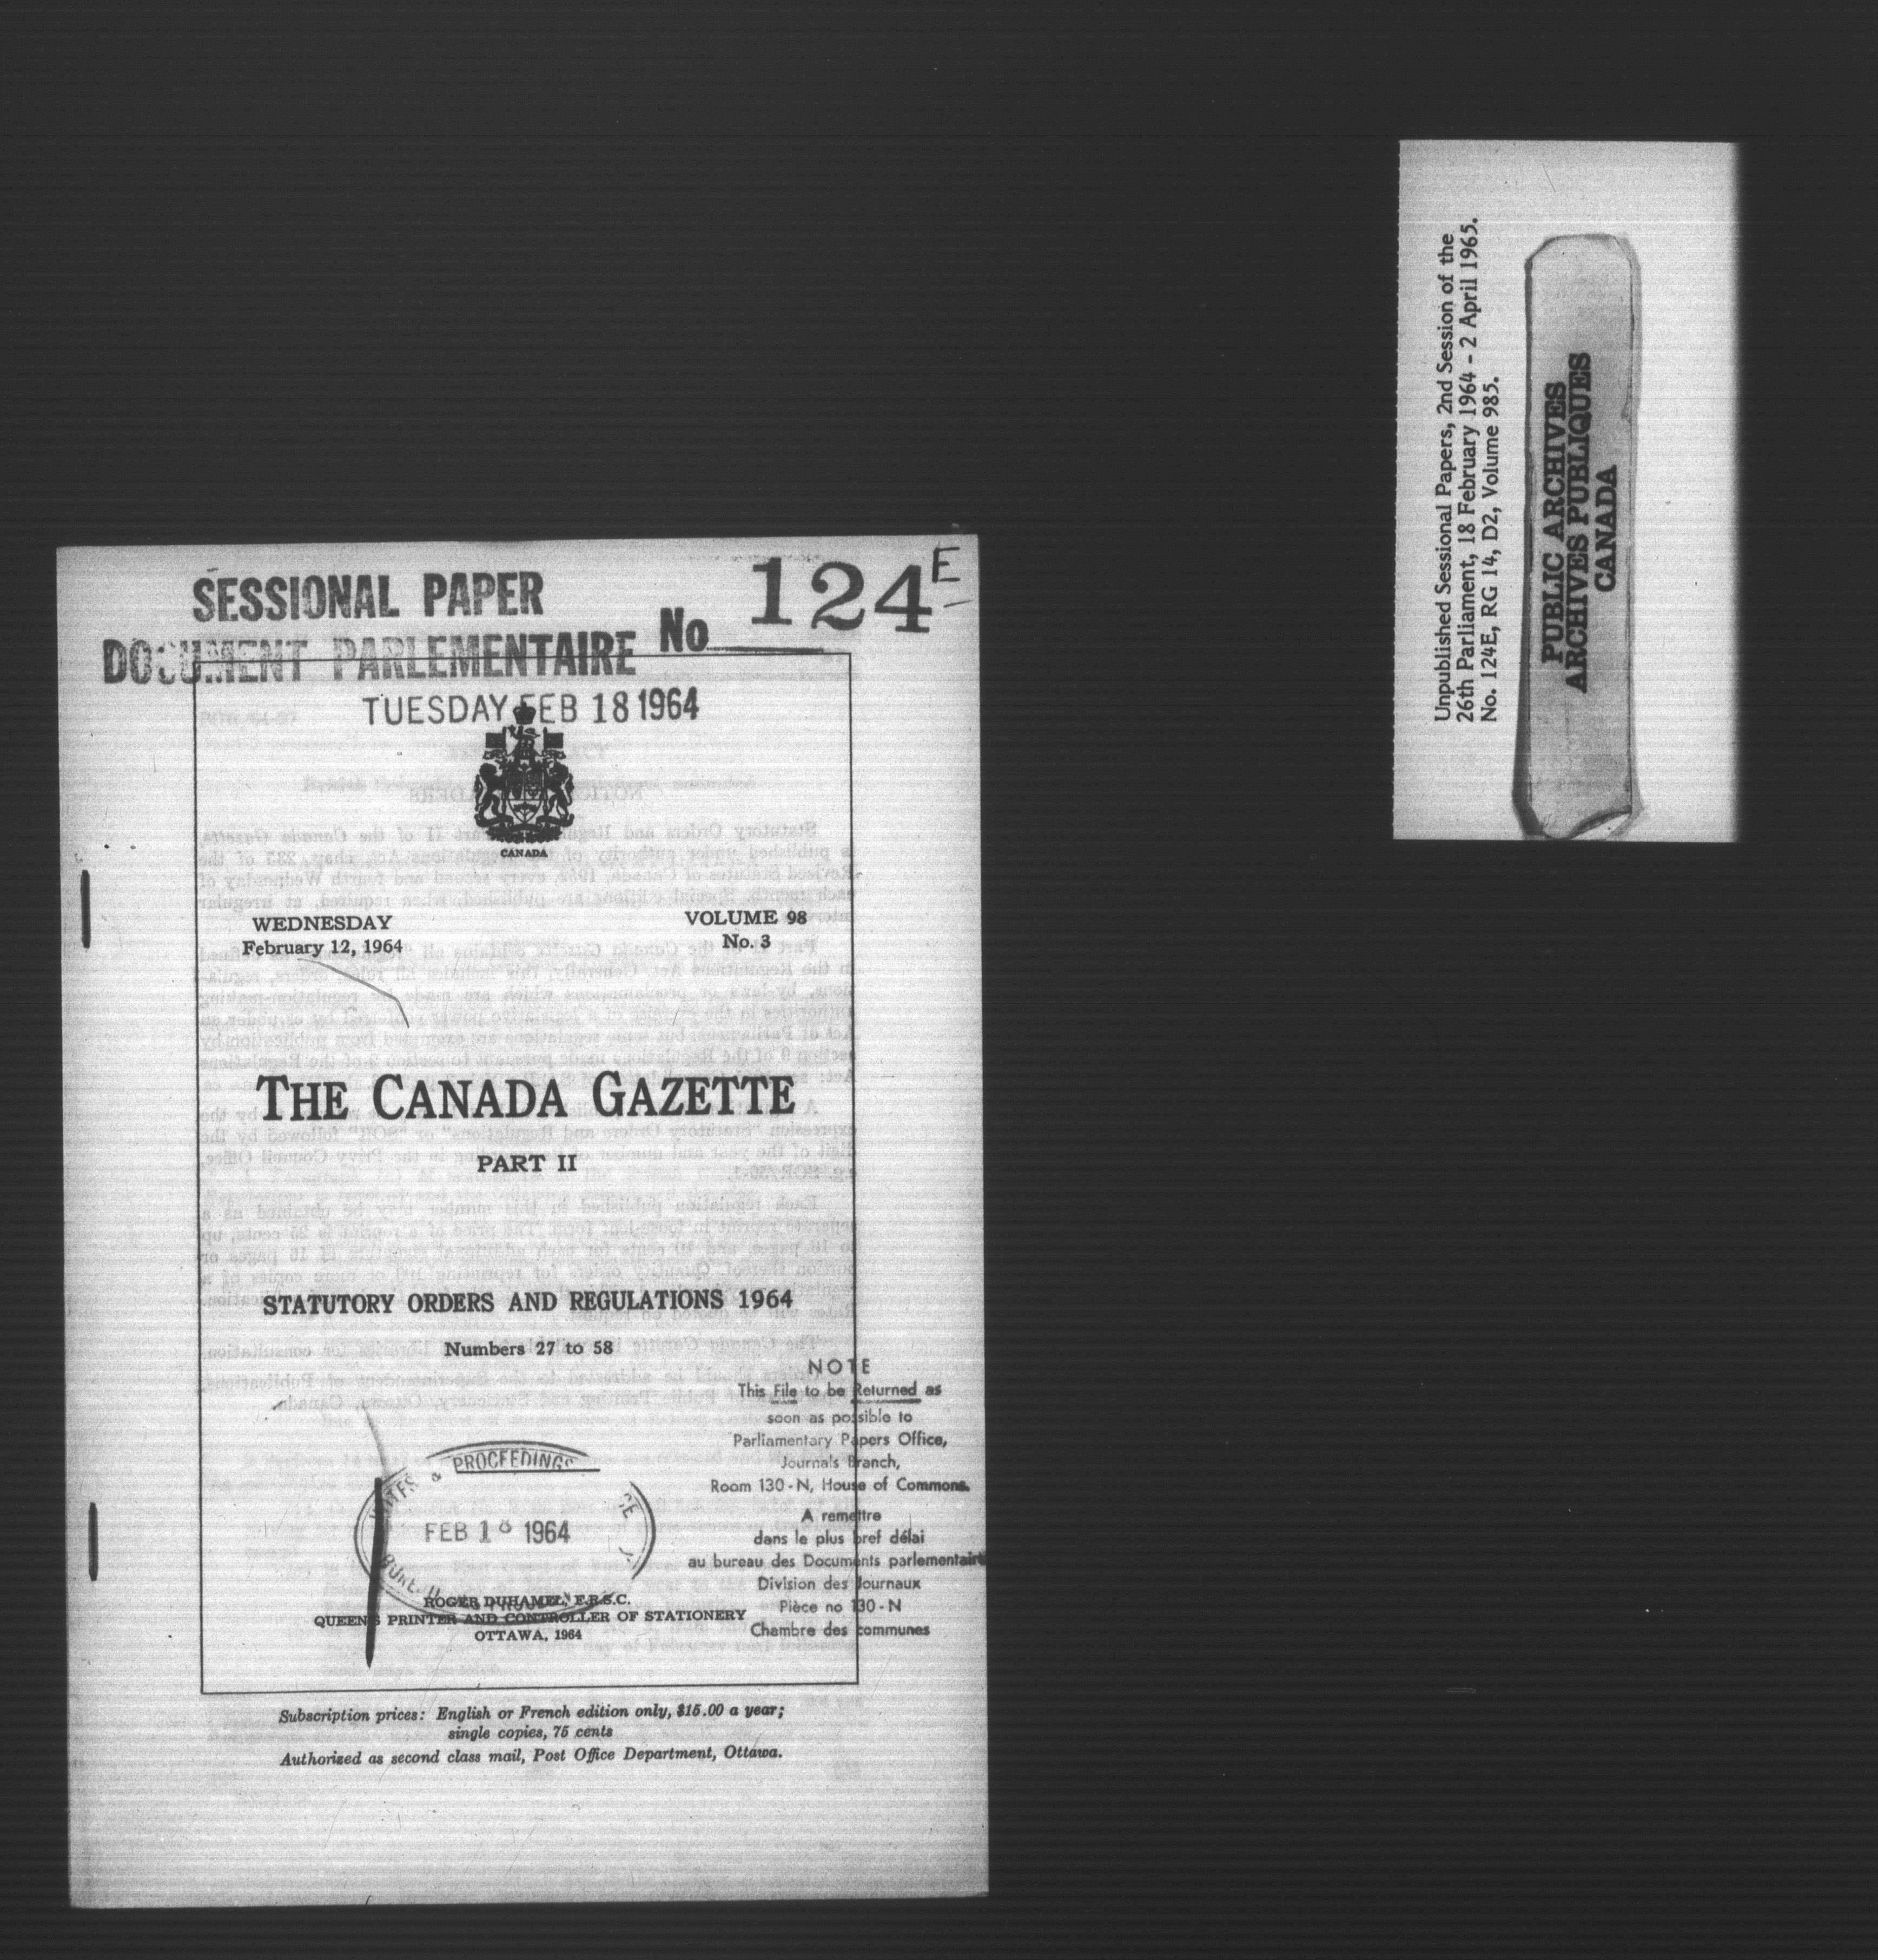 SESSIONAL PAPER
DOCUMENT PARLEMENTAIRE No 124E
TUESDAY FEB 18 1964
CANADA
WEDNESDAY
February 12, 1964
VOLUME 98
No. 3
THE CANADA GAZETTE
PART II
STATUTORY ORDERS AND REGULATIONS 1964
Numbers 27 to 58
NOTE
This File to be Returned as
soon as possible to
Parliamentary Papers Office,
Journals Branch,
Room 130-N, House of Commons.
A remettre
dans le plus bref délai
au bureau des Documents parlementaire
Division des Journaux
Pièce no 130-N
Chambre des communes
& PROCEEDINGS
FEB 18 1964
ROGER DUHAMEL, F.R.S.C.
QUEEN'S PRINTER AND CONTROLLER OF STATIONERY
OTTAWA, 1964
Subscription prices: English or French edition only, $15.00 a year;
single copies, 75 cents
Authorized as second class mail, Post Office Department, Ottawa.
Unpublished Sessional Papers, 2nd Session of the
26th Parliament, 18 February 1964 - 2 April 1965.
No. 124E, RG 14, D2, Volume 985.
PUBLIC ARCHIVES
ARCHIVES PUBLIQUES
CANADA